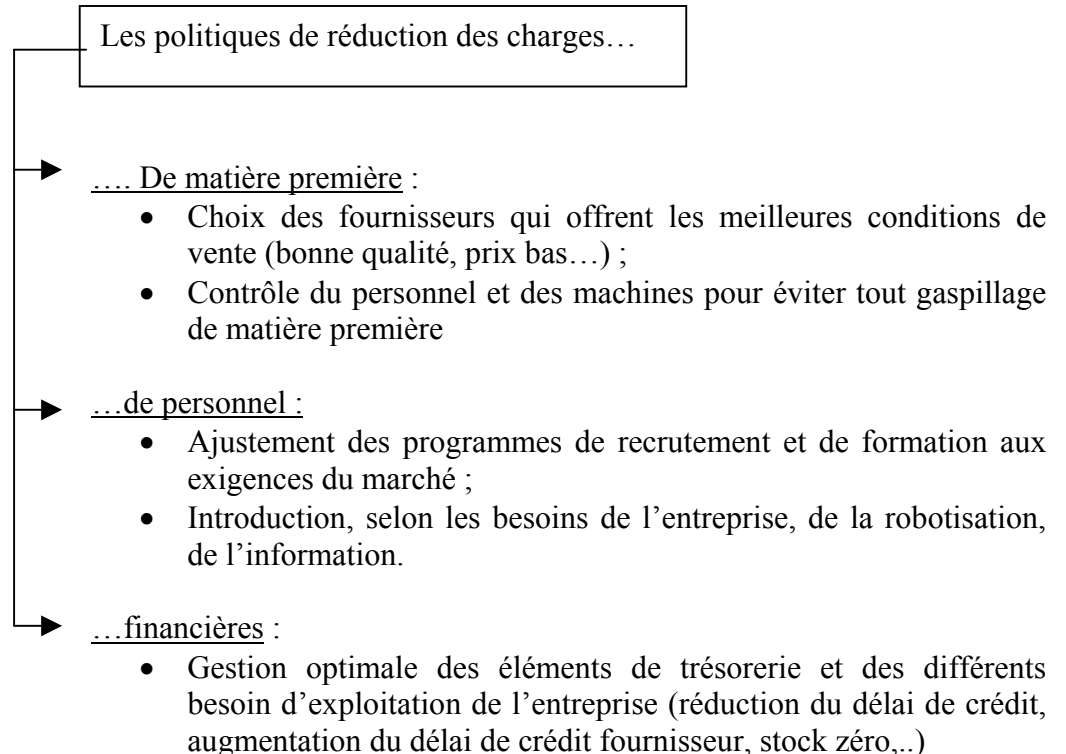 Les politiques de réduction des charges…
…. De matière première :
• Choix des fournisseurs qui offrent les meilleures conditions de
vente (bonne qualité, prix bas…) ;
• Contrôle du personnel et des machines pour éviter tout gaspillage
de matière première
…de personnel :
• Ajustement des programmes de recrutement et de formation aux
exigences du marché ;
• Introduction, selon les besoins de l’entreprise, de la robotisation,
de l’information.
…financières :
• Gestion optimale des éléments de trésorerie et des différents
besoin d’exploitation de l’entreprise (réduction du délai de crédit,
augmentation du délai de crédit fournisseur, stock zéro,..)